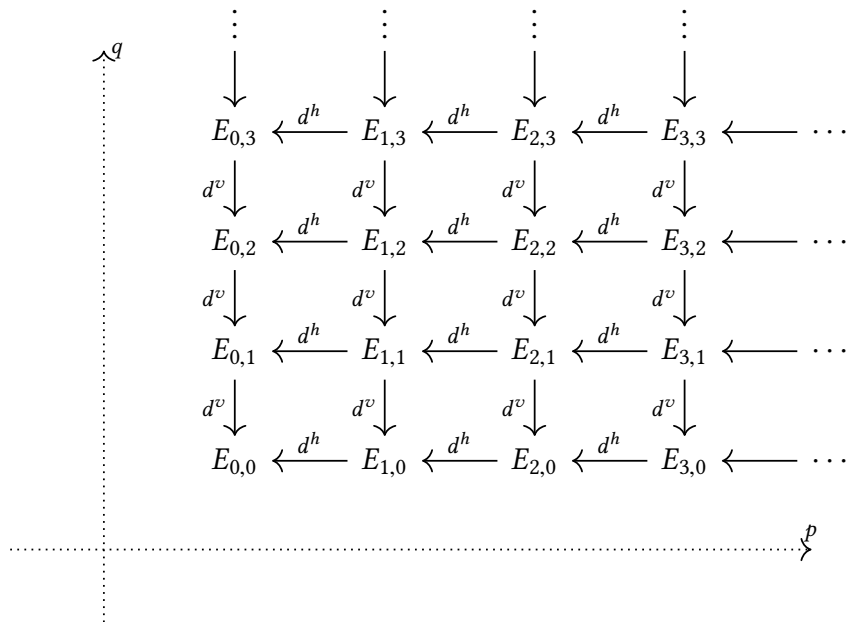 ⋮ ⋮ ⋮ ⋮
q
d^h d^h d^h
E_{0,3} E_{1,3} E_{2,3} E_{3,3} ⋯
d^v d^v d^v d^v
d^h d^h d^h
E_{0,2} E_{1,2} E_{2,2} E_{3,2} ⋯
d^v d^v d^v d^v
d^h d^h d^h
E_{0,1} E_{1,1} E_{2,1} E_{3,1} ⋯
d^v d^v d^v d^v
d^h d^h d^h
E_{0,0} E_{1,0} E_{2,0} E_{3,0} ⋯
p